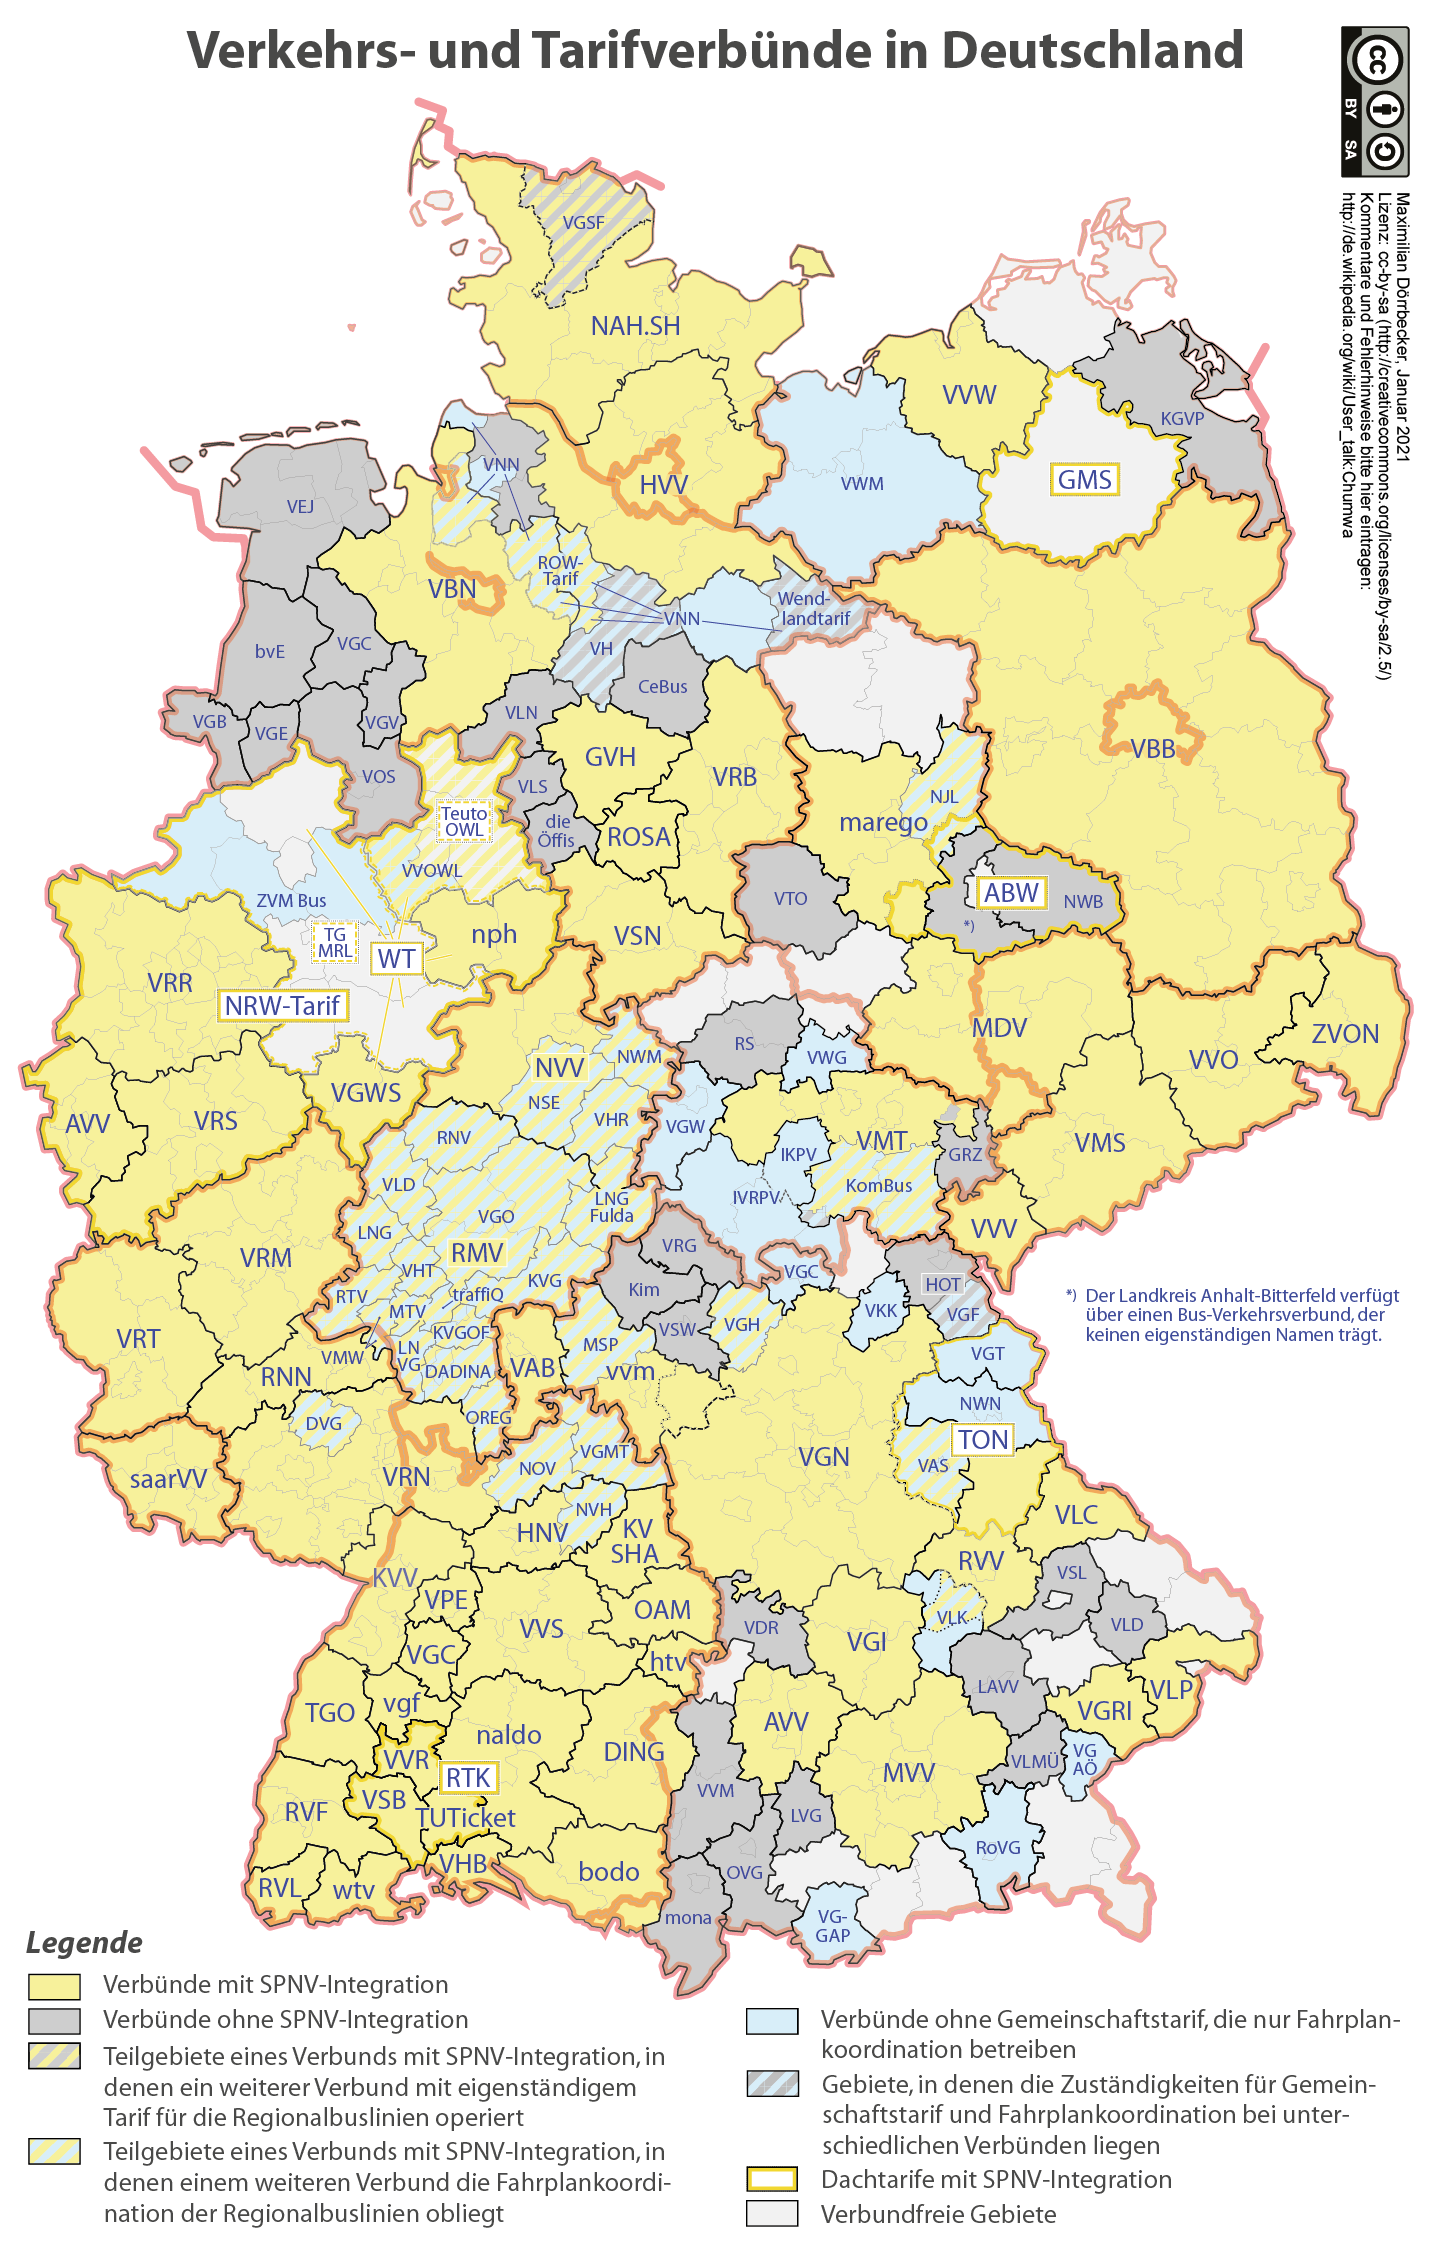 Verkehrs- und Tarifverbünde in Deutschland
cc
BY SA
Maximilian Dörrbecker, Januar 2021
Lizenz: cc-by-sa (http://creativecommons.org/licenses/by-sa/2.5/)
Kommentare und Fehlerhinweise bitte hier eintragen:
http://de.wikipedia.org/wiki/User_talk:Chumwa
VGSF
NAH.SH
VVW
KGVP
VNN
HVV
VWM
GMS
VEJ
ROW-
Tarif
VBN
Wend-
landtarif
VNN
bvE
VGC
VH
CeBus
VGB
VGE
VGV
VLN
VOS
GVH
VRB
VBB
VLS
NJL
Teuto
OWL
die
Öffis
ROSA
marego
VVOWL
ZVM Bus
VTO
ABW
NWB
*)
TG
MRL
WT
nph
VSN
VRR
NRW-Tarif
MDV
ZVON
RS
VWG
VVO
NVV
NWM
VGWS
NSE
VHR
AVV
VRS
VGW
VMT
VMS
RNV
IKPV
GRZ
VLD
KomBus
LNG
Fulda
IVRPV
VGO
VVV
LNG
VRM
RMV
VRG
VHT
VGC
KVG
HOT
Kim
RTV
traffiQ
MTV
VKK
VGF
*) Der Landkreis Anhalt-Bitterfeld verfügt
über einen Bus-Verkehrsverbund, der
keinen eigenständigen Namen trägt.
VRT
KVGOF
VSW
VGH
VMW
LN
VG
MSP
VGT
RNN
DADINA
VAB
vvm
NWN
DVG
OREG
TON
VGN
VAS
saarVV
VRN
NOV
VGMT
NVH
VLC
HNV
KV
SHA
RVV
KVV
VSL
VPE
OAM
VLK
VDR
VVS
VLD
VGI
VGC
htv
LAVV
VLP
TGO
vgf
VGRI
AVV
naldo
DING
VVR
VLMÜ
VG
AÖ
RTK
MVV
VSB
VVM
RVF
TUTicket
LVG
RoVG
VHB
bodo
OVG
RVL
wtv
mona
VG-
GAP
Legende
Verbünde mit SPNV-Integration
Verbünde ohne SPNV-Integration
Teilgebiete eines Verbunds mit SPNV-Integration, in
denen ein weiterer Verbund mit eigenständigem
Tarif für die Regionalbuslinien operiert
Teilgebiete eines Verbunds mit SPNV-Integration, in
denen einem weiteren Verbund die Fahrplankoordi-
nation der Regionalbuslinien obliegt
Verbünde ohne Gemeinschaftstarif, die nur Fahrplan-
koordination betreiben
Gebiete, in denen die Zuständigkeiten für Gemein-
schaftstarif und Fahrplankoordination bei unter-
schiedlichen Verbünden liegen
Dachtarife mit SPNV-Integration
Verbundfreie Gebiete